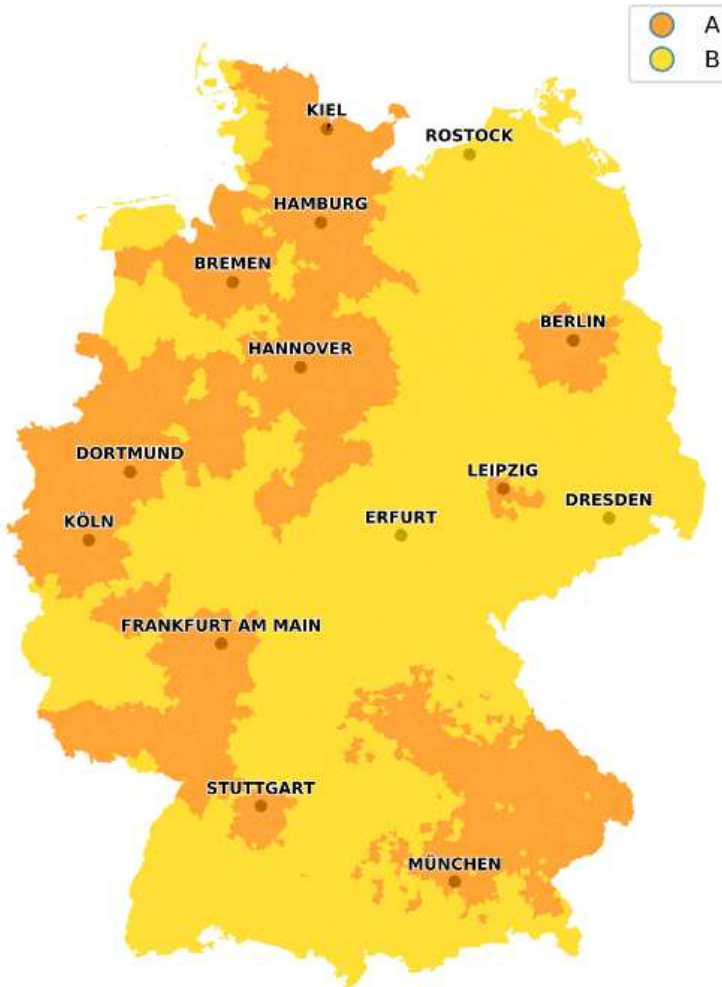 A
B
KIEL
ROSTOCK
HAMBURG
BREMEN
BERLIN
HANNOVER
DORTMUND
LEIPZIG
DRESDEN
KÖLN
ERFURT
FRANKFURT AM MAIN
STUTTGART
MÜNCHEN